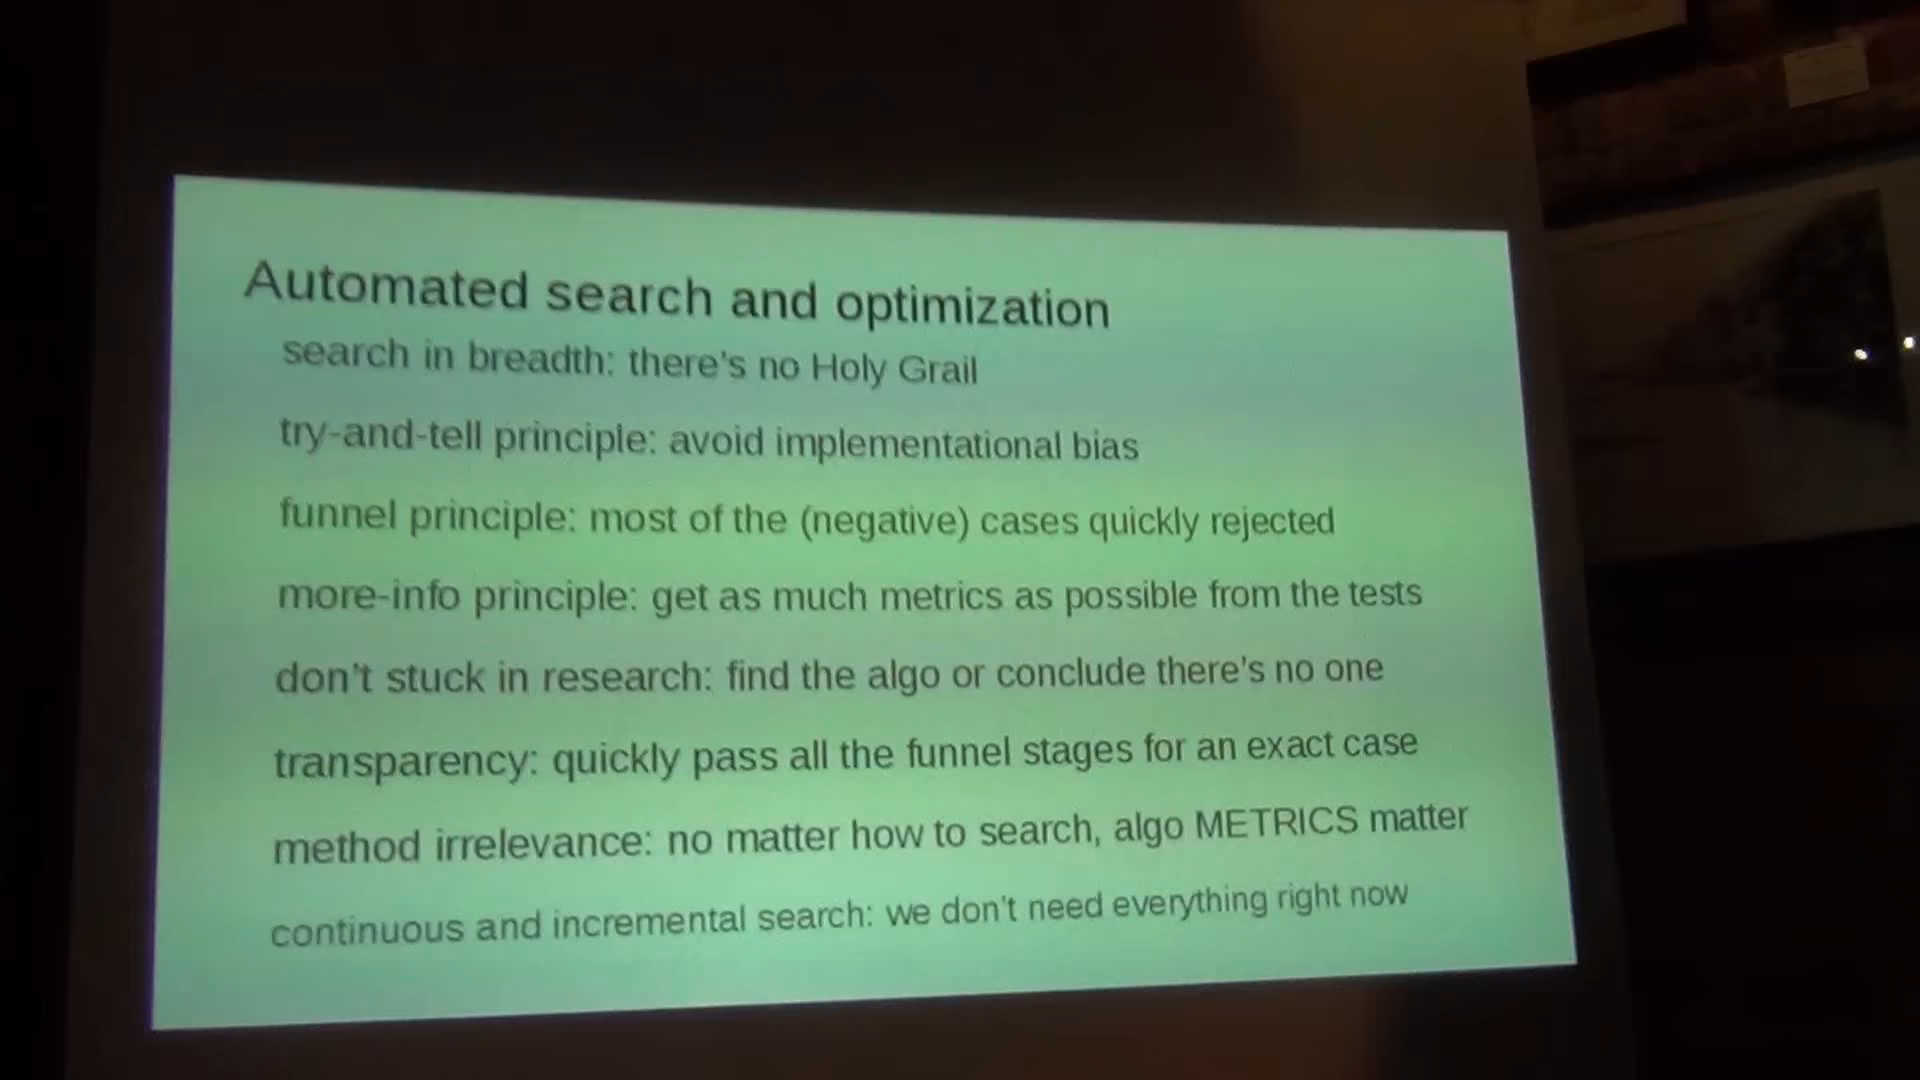 Automated search and optimization
search in breadth: there's no Holy Grail
try-and-tell principle: avoid implementational bias
funnel principle: most of the (negative) cases quickly rejected
more-info principle: get as much metrics as possible from the tests
don't stuck in research: find the algo or conclude there's no one
transparency: quickly pass all the funnel stages for an exact case
method irrelevance: no matter how to search, algo METRICS matter
continuous and incremental search: we don't need everything right now